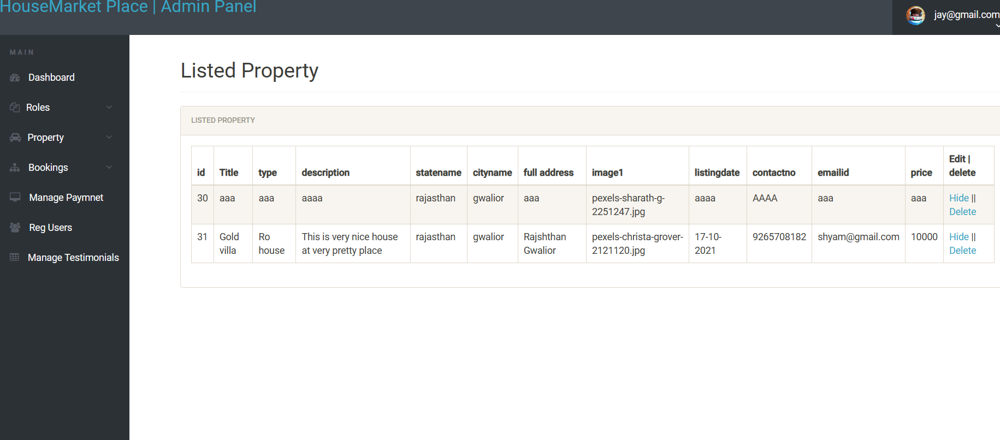 HouseMarket Place | Admin Panel
jay@gmail.com
MAIN
Dashboard
Roles
Property
Bookings
Manage Paymnet
Reg Users
Manage Testimonials
Listed Property
LISTED PROPERTY
id Title type description statename cityname full address image1 listingdate contactno emailid price Edit |
delete
30 aaa aaa aaaa rajasthan gwalior aaa pexels-sharath-g- aaaa AAAA aaa aaa Hide ||
2251247.jpg Delete
31 Gold Ro This is very nice house rajasthan gwalior Rajshthan pexels-christa-grover- 17-10- 9265708182 shyam@gmail.com 10000 Hide ||
villa house at very pretty place Gwalior 2121120.jpg 2021 Delete